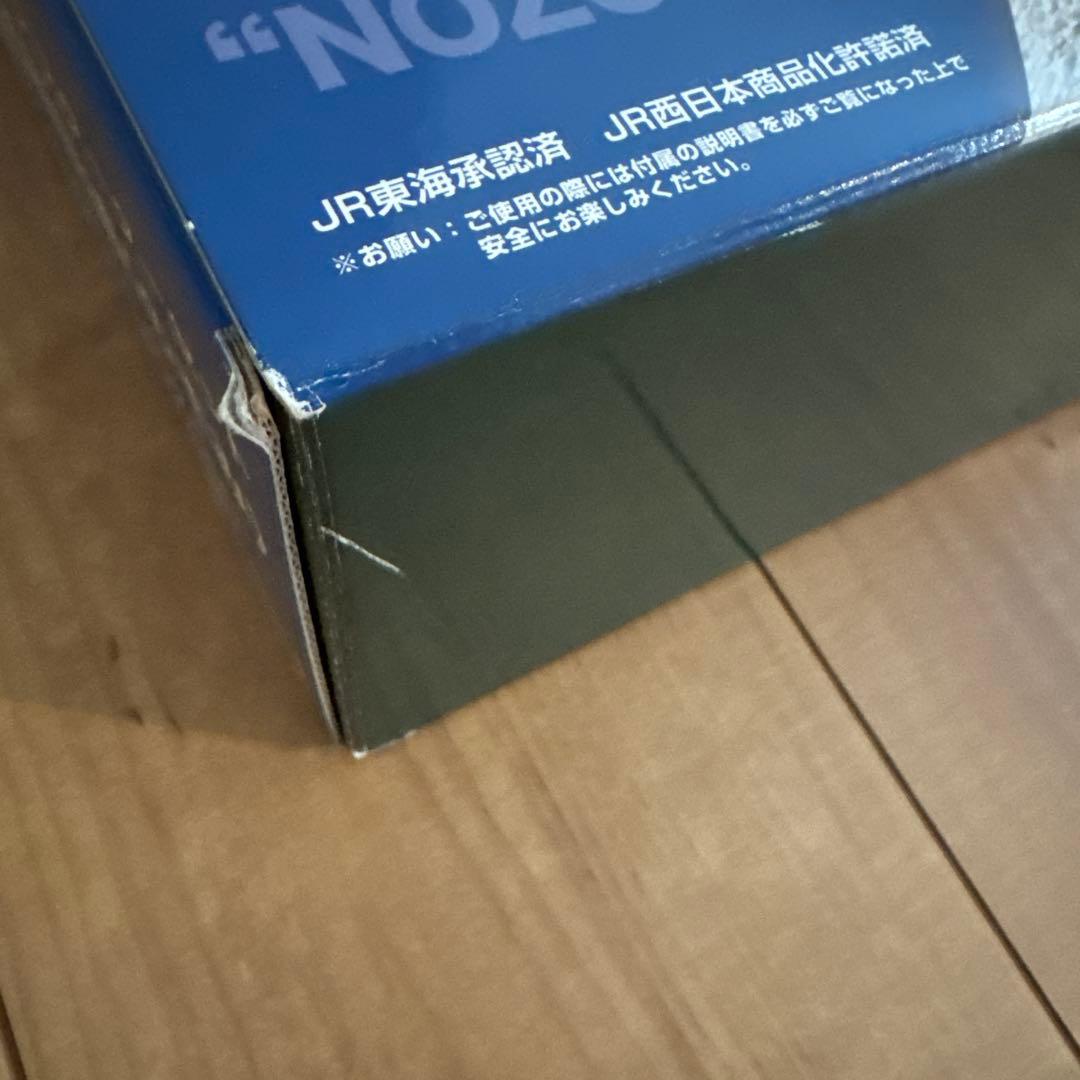 “NOZO
JR東海承認済 JR西日本商品化許諾済
※お願い：ご使用の際には付属の説明書を必ずご覧になった上で
安全にお楽しみください。